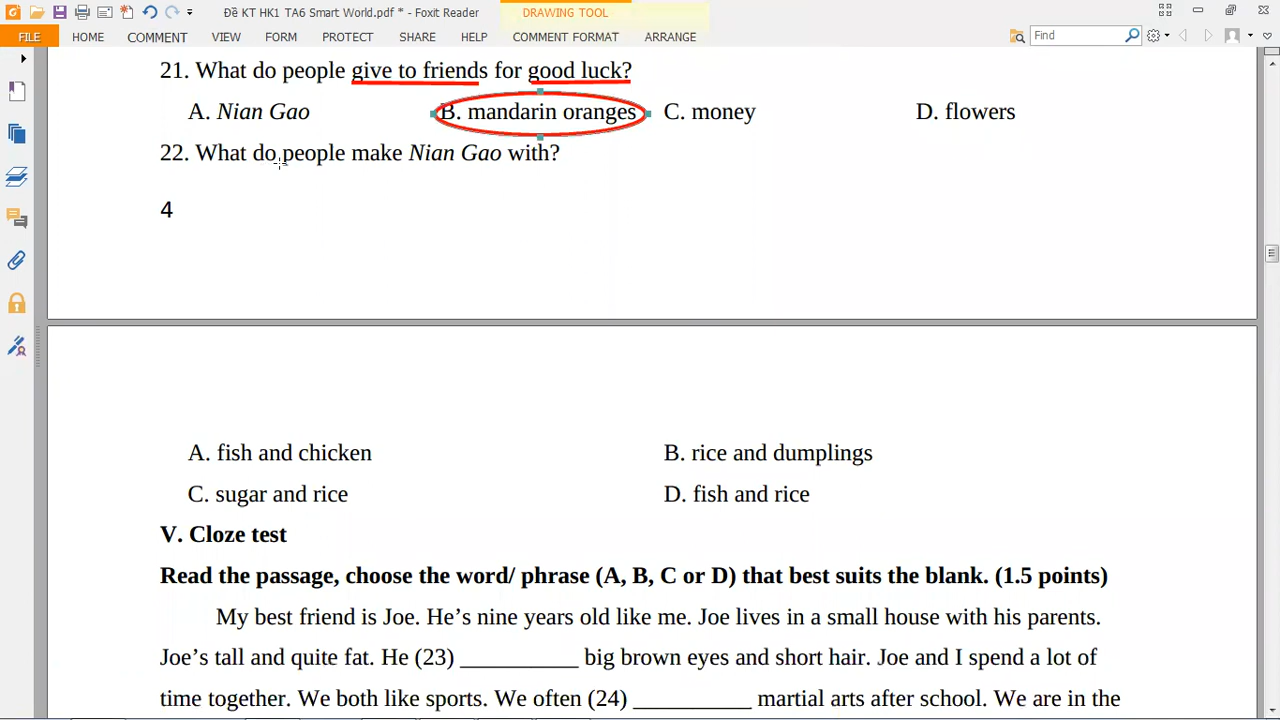 Đề KT HK1 TA6 Smart World.pdf * - Foxit Reader
DRAWING TOOL
FILE HOME COMMENT VIEW FORM PROTECT SHARE HELP COMMENT FORMAT ARRANGE Find
21. What do people give to friends for good luck?
A. Nian Gao B. mandarin oranges C. money D. flowers
22. What do people make Nian Gao with?
4
A. fish and chicken B. rice and dumplings
C. sugar and rice D. fish and rice
V. Cloze test
Read the passage, choose the word/ phrase (A, B, C or D) that best suits the blank. (1.5 points)
My best friend is Joe. He’s nine years old like me. Joe lives in a small house with his parents.
Joe’s tall and quite fat. He (23) __________ big brown eyes and short hair. Joe and I spend a lot of
time together. We both like sports. We often (24) __________ martial arts after school. We are in the